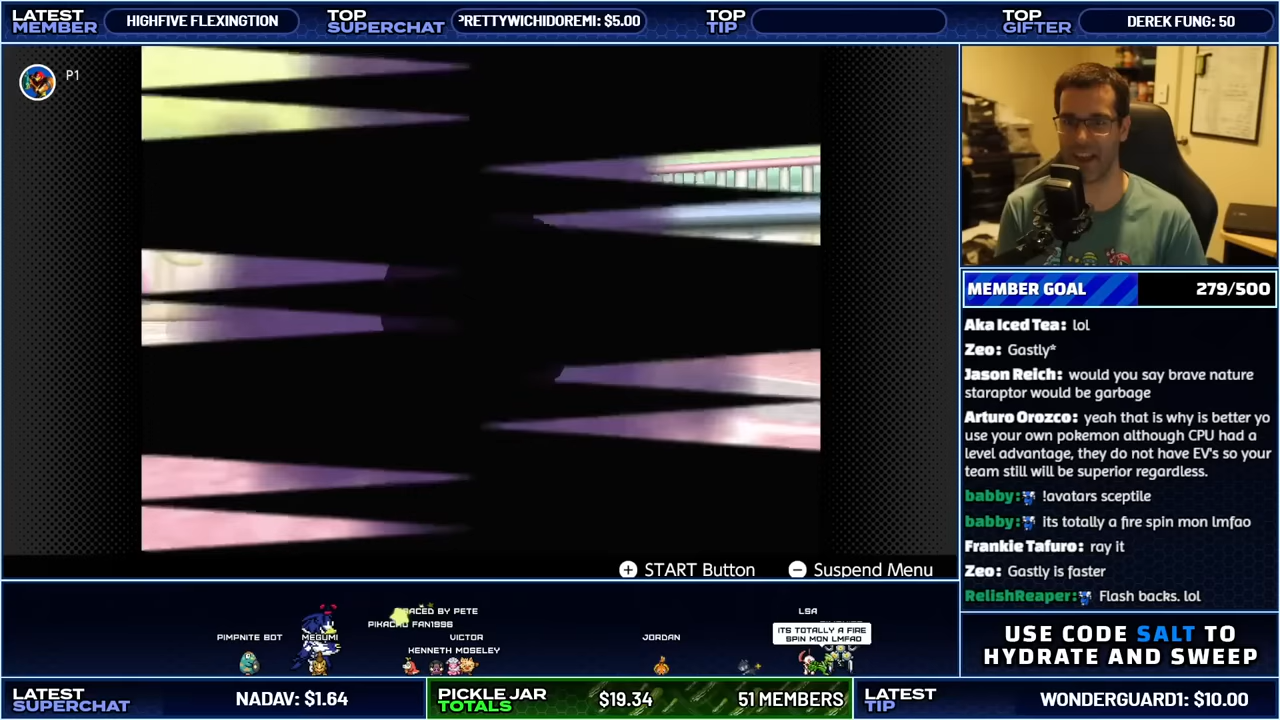 LATEST MEMBER HIGHFIVE FLEXINGTION
TOP SUPERCHAT PRETTYWICHIDOREMI: $5.00
TOP TIP
TOP GIFTER DEREK FUNG: 50
P1
MEMBER GOAL 279/500
Aka Iced Tea: lol
Zeo: Gastly*
Jason Reich: would you say brave nature
staraptor would be garbage
Arturo Orozco: yeah that is why is better yo
use your own pokemon although CPU had a
level advantage, they do not have EV's so your
team still will be superior regardless.
babby: !avatars sceptile
babby: its totally a fire spin mon lmfao
Frankie Tafuro: ray it
Zeo: Gastly is faster
RelishReaper: Flash backs. lol
START Button
Suspend Menu
RACED BY PETE
PIKACHU FAN1996
PIMPNITE BOT
MEGUMI
VICTOR
KENNETH MOSELEY
JORDAN
LSA
ITS TOTALLY A FIRE
SPIN MON LMFAO
USE CODE SALT TO
HYDRATE AND SWEEP
LATEST SUPERCHAT NADAV: $1.64
PICKLE JAR TOTALS $19.34 51 MEMBERS
LATEST TIP WONDERGUARD1: $10.00